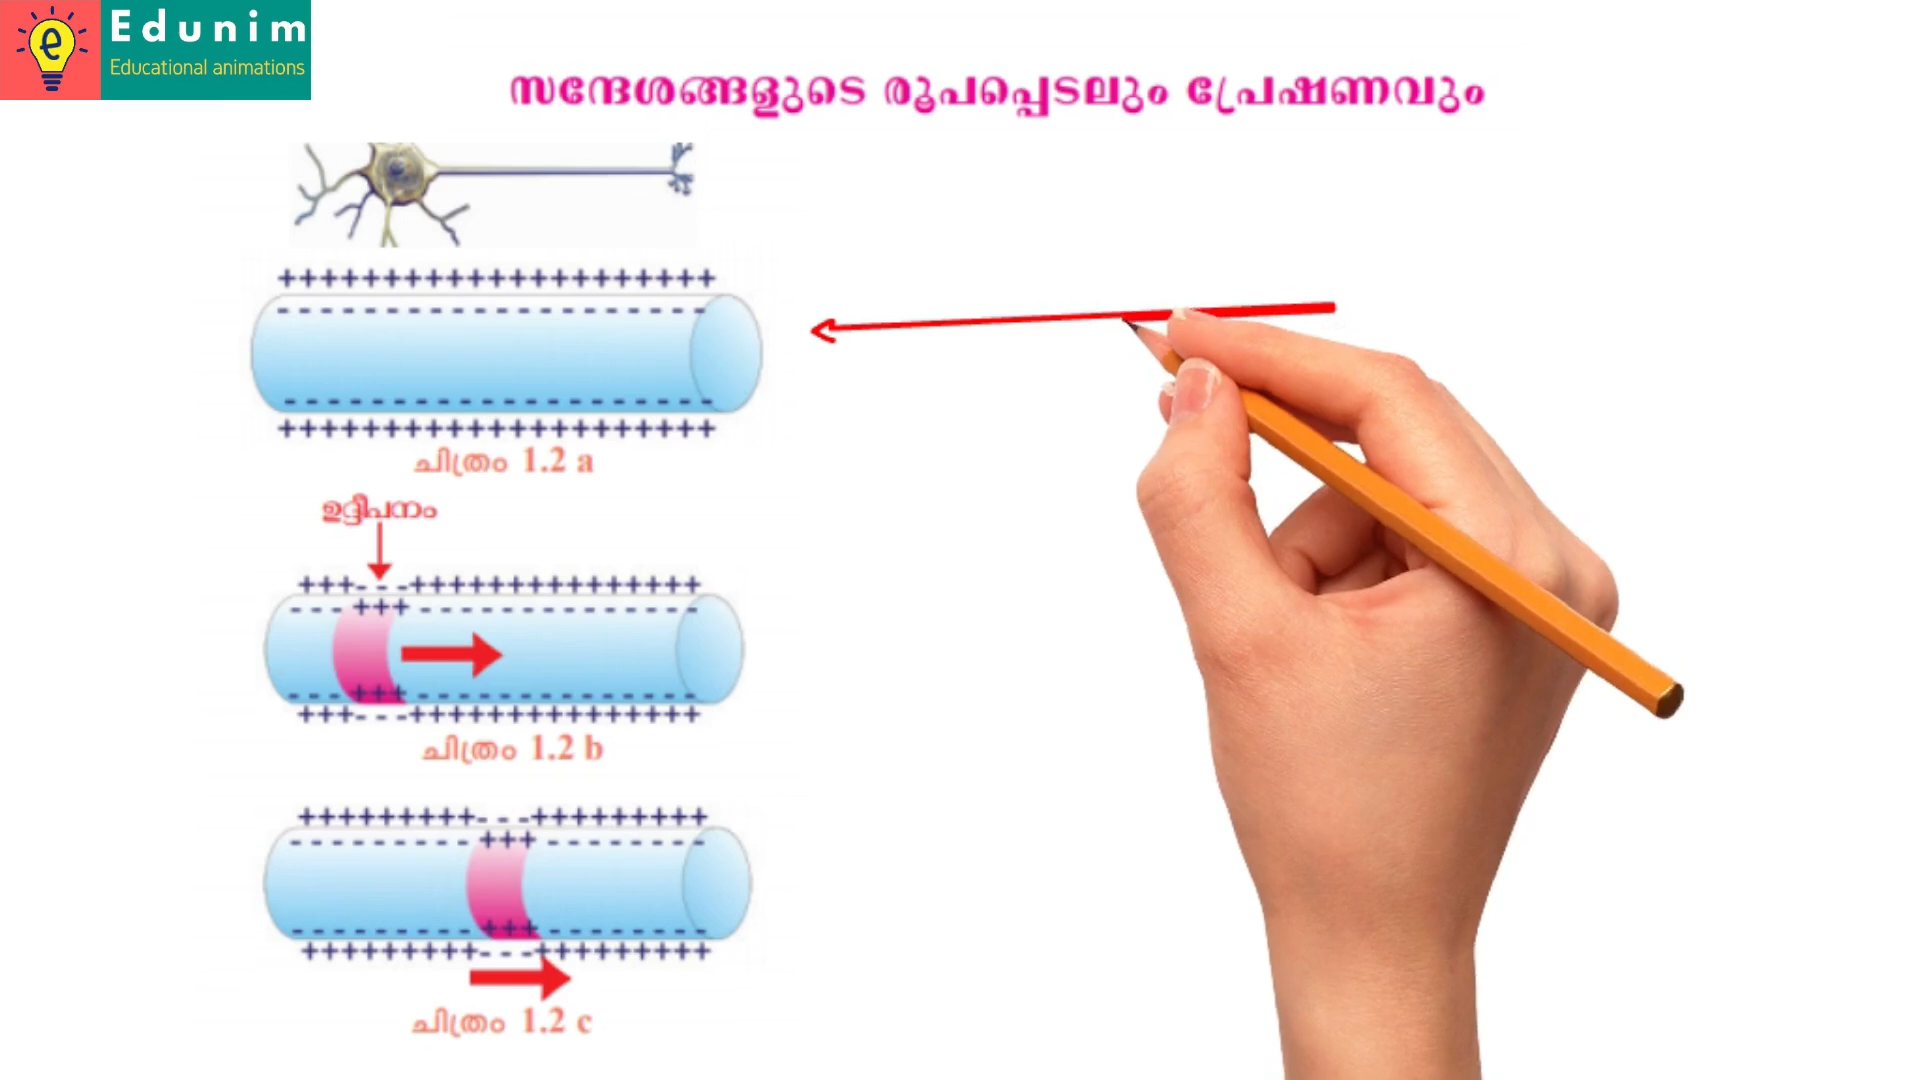 e
Edunim
Educational animations
സന്ദേശങ്ങളുടെ രൂപപ്പെടലും പ്രേഷണവും
+++++++++++++++++++++
- - - - - - - - - - - - - - - - - - - - -
- - - - - - - - - - - - - - - - - - - - -
+++++++++++++++++++++
ചിത്രം 1.2 a
ഉദ്ദീപനം
+++- - -++++++++++++++
- - - +++ - - - - - - - - - - - - - -
- - - +++ - - - - - - - - - - - - - -
+++- - -++++++++++++++
ചിത്രം 1.2 b
+++++++++- - -+++++++++
- - - - - - - - - +++ - - - - - - - -
- - - - - - - - - +++ - - - - - - - -
+++++++++- - -+++++++++
ചിത്രം 1.2 c